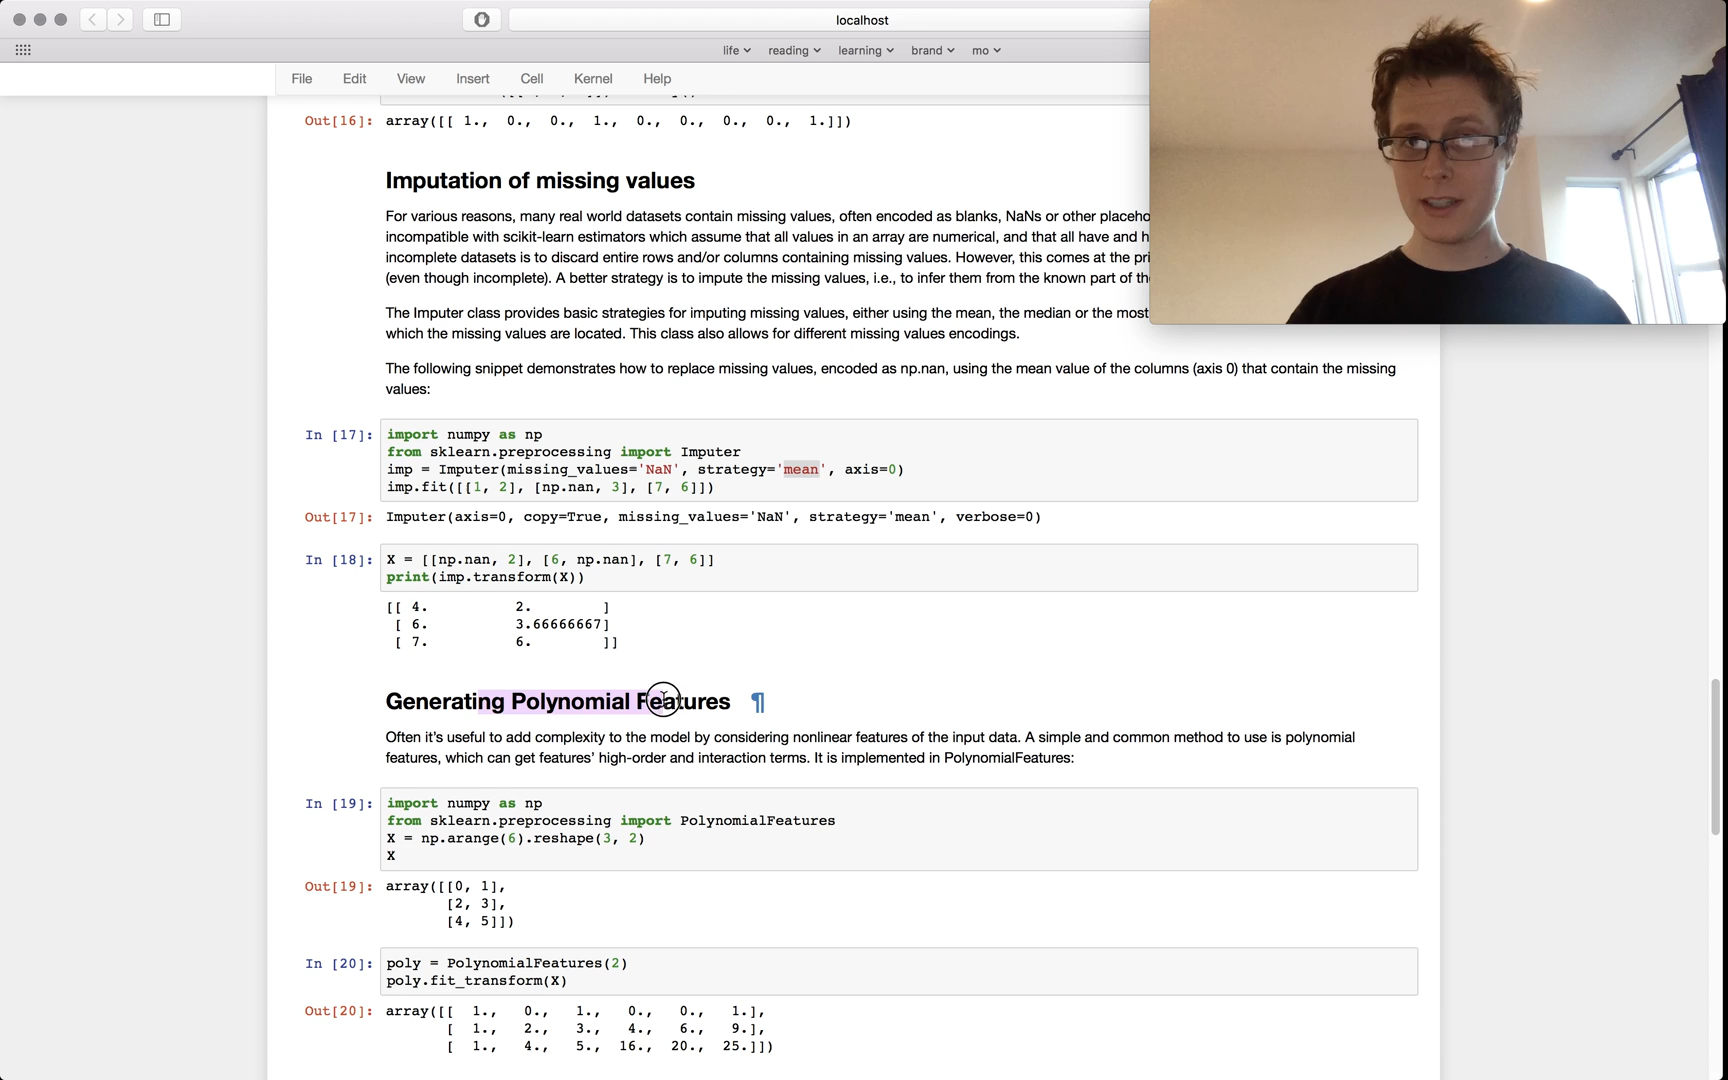 localhost
life reading learning brand mo
File Edit View Insert Cell Kernel Help
Out[16]: array([[ 1., 0., 0., 1., 0., 0., 0., 0., 1.]])
Imputation of missing values
For various reasons, many real world datasets contain missing values, often encoded as blanks, NaNs or other
incompatible with scikit-learn estimators which assume that all values in an array are numerical, and that all have and
incomplete datasets is to discard entire rows and/or columns containing missing values. However, this comes at the
(even though incomplete). A better strategy is to impute the missing values, i.e., to infer them from the known part of
The Imputer class provides basic strategies for imputing missing values, either using the mean, the median or the most
which the missing values are located. This class also allows for different missing values encodings.
The following snippet demonstrates how to replace missing values, encoded as np.nan, using the mean value of the columns (axis 0) that contain the missing
values:
In [17]: import numpy as np
from sklearn.preprocessing import Imputer
imp = Imputer(missing_values='NaN', strategy='mean', axis=0)
imp.fit([[1, 2], [np.nan, 3], [7, 6]])
Out[17]: Imputer(axis=0, copy=True, missing_values='NaN', strategy='mean', verbose=0)
In [18]: X = [[np.nan, 2], [6, np.nan], [7, 6]]
print(imp.transform(X))
[[ 4. 2. ]
[ 6. 3.66666667]
[ 7. 6. ]]
Generating Polynomial Features ¶
Often it's useful to add complexity to the model by considering nonlinear features of the input data. A simple and common method to use is polynomial
features, which can get features' high-order and interaction terms. It is implemented in PolynomialFeatures:
In [19]: import numpy as np
from sklearn.preprocessing import PolynomialFeatures
X = np.arange(6).reshape(3, 2)
X
Out[19]: array([[0, 1],
[2, 3],
[4, 5]])
In [20]: poly = PolynomialFeatures(2)
poly.fit_transform(X)
Out[20]: array([[ 1., 0., 1., 0., 0., 1.],
[ 1., 2., 3., 4., 6., 9.],
[ 1., 4., 5., 16., 20., 25.]])